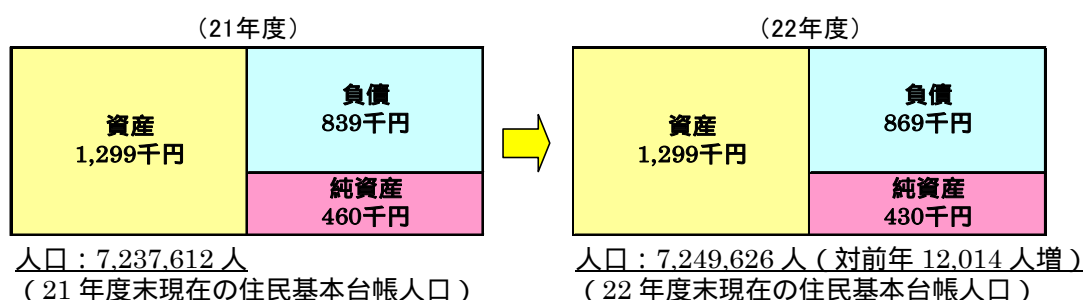 （21年度）
資産
1,299千円
負債
839千円
純資産
460千円
人口：7,237,612 人
（21 年度末現在の住民基本台帳人口）
（22年度）
資産
1,299千円
負債
869千円
純資産
430千円
人口：7,249,626 人（対前年 12,014 人増）
（22 年度末現在の住民基本台帳人口）